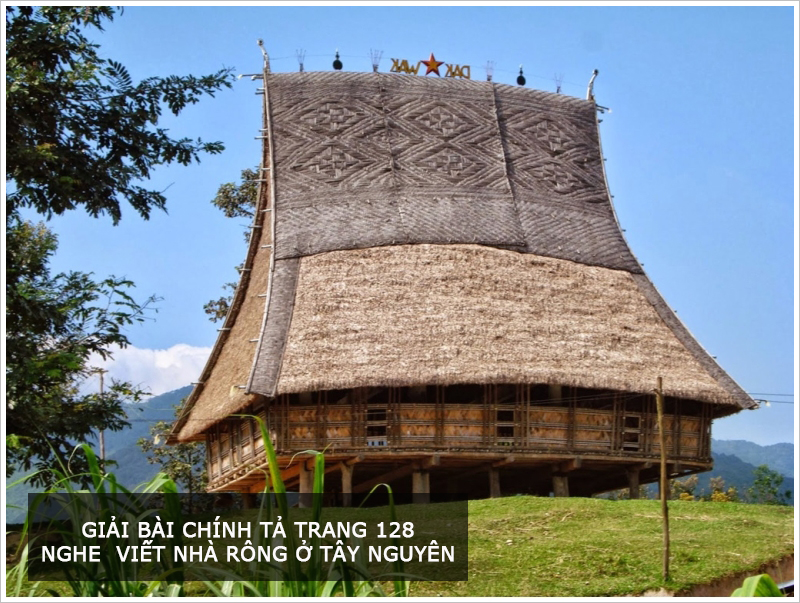 GIẢI BÀI CHÍNH TẢ TRANG 128
NGHE VIẾT NHÀ RÔNG Ở TÂY NGUYÊN